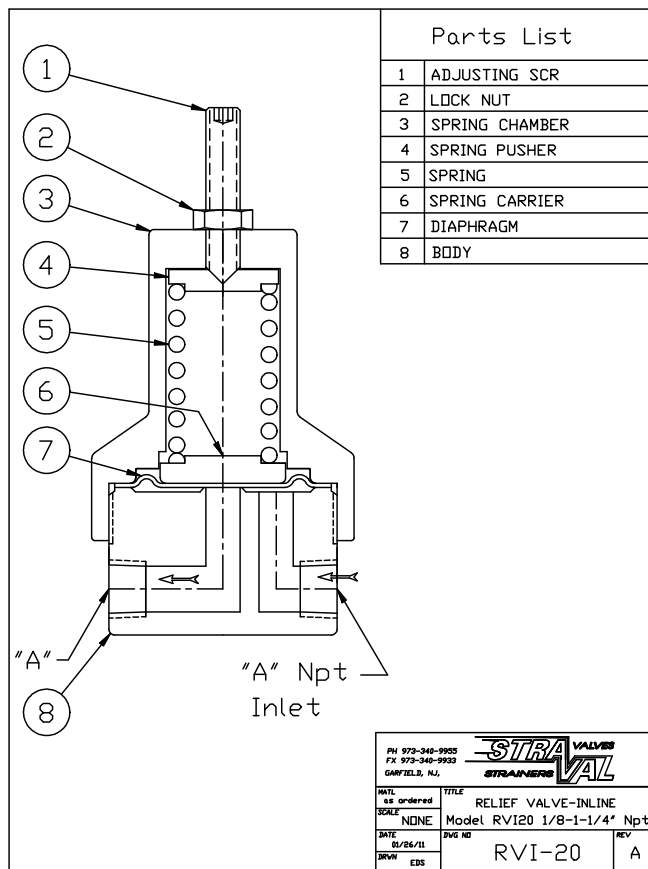 Parts List
1 ADJUSTING SCR
2 LOCK NUT
3 SPRING CHAMBER
4 SPRING PUSHER
5 SPRING
6 SPRING CARRIER
7 DIAPHRAGM
8 BODY
1
2
3
4
5
6
7
"A"
"A" Npt
Inlet
8
PH 973-340-9955
FX 973-340-9933
GARFIELD, NJ,
STRA VALVES
STRAINERS VAL
MATL
as ordered
TITLE
RELIEF VALVE-INLINE
Model RVI20 1/8-1-1/4" Npt
SCALE
NONE
DATE
01/26/11
DWG NO
RVI-20
REV
A
DRWN
EDS